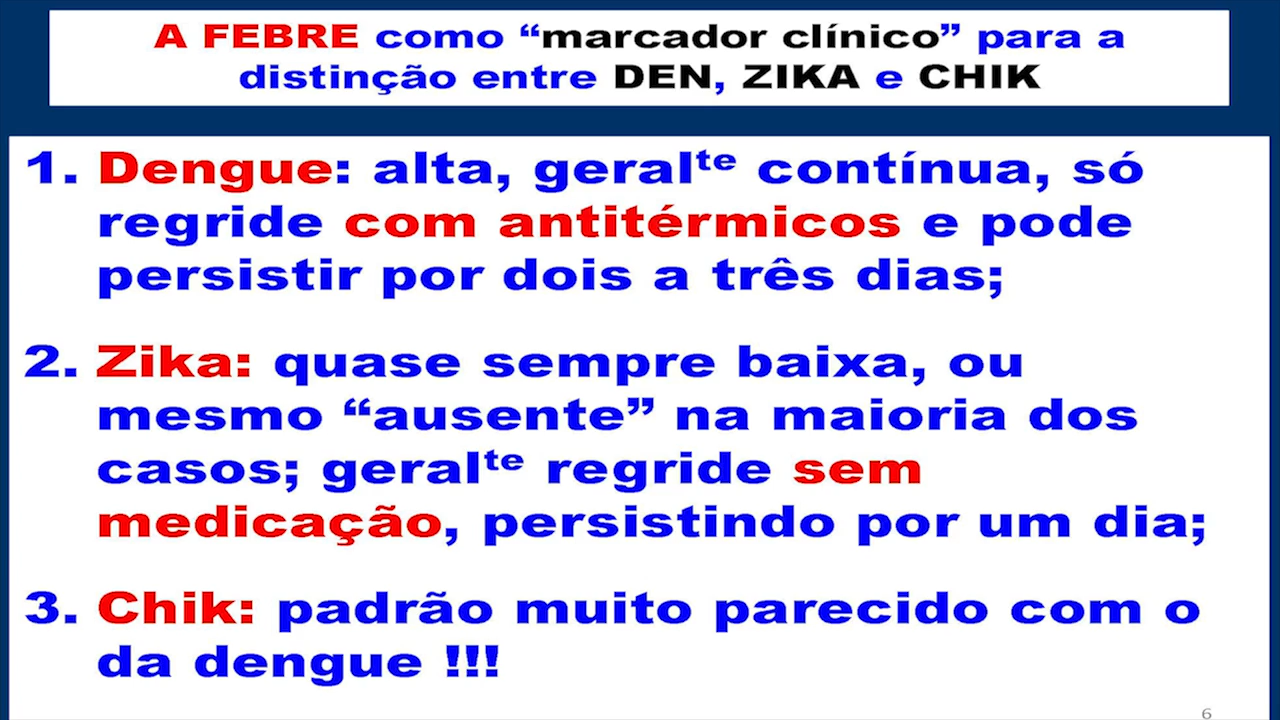 A FEBRE como “marcador clínico” para a
distinção entre DEN, ZIKA e CHIK
1. Dengue: alta, geralᵗᵉ contínua, só
regride com antitérmicos e pode
persistir por dois a três dias;
2. Zika: quase sempre baixa, ou
mesmo “ausente” na maioria dos
casos; geralᵗᵉ regride sem
medicação, persistindo por um dia;
3. Chik: padrão muito parecido com o
da dengue !!!
6